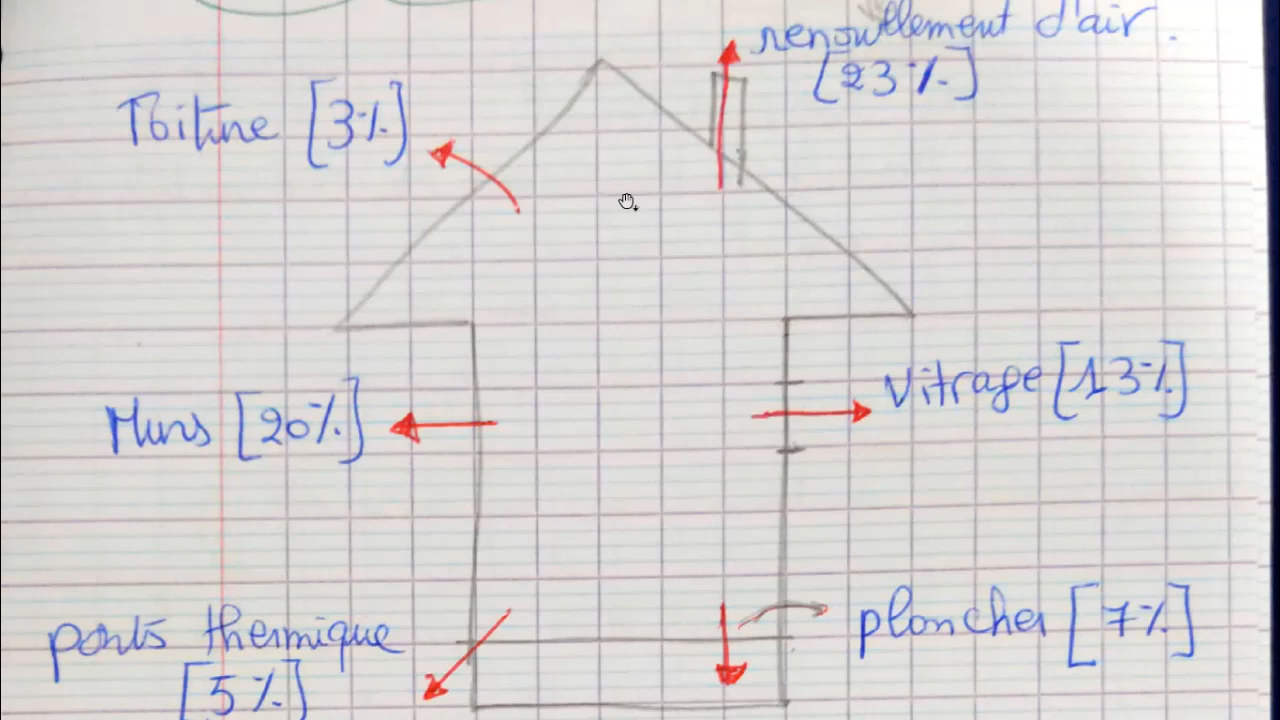 renouvellement d'air.
[23%]
Toiture [3%]
Vitrage [13%]
Murs [20%]
plancher [7%]
ponts thermique
[5%]